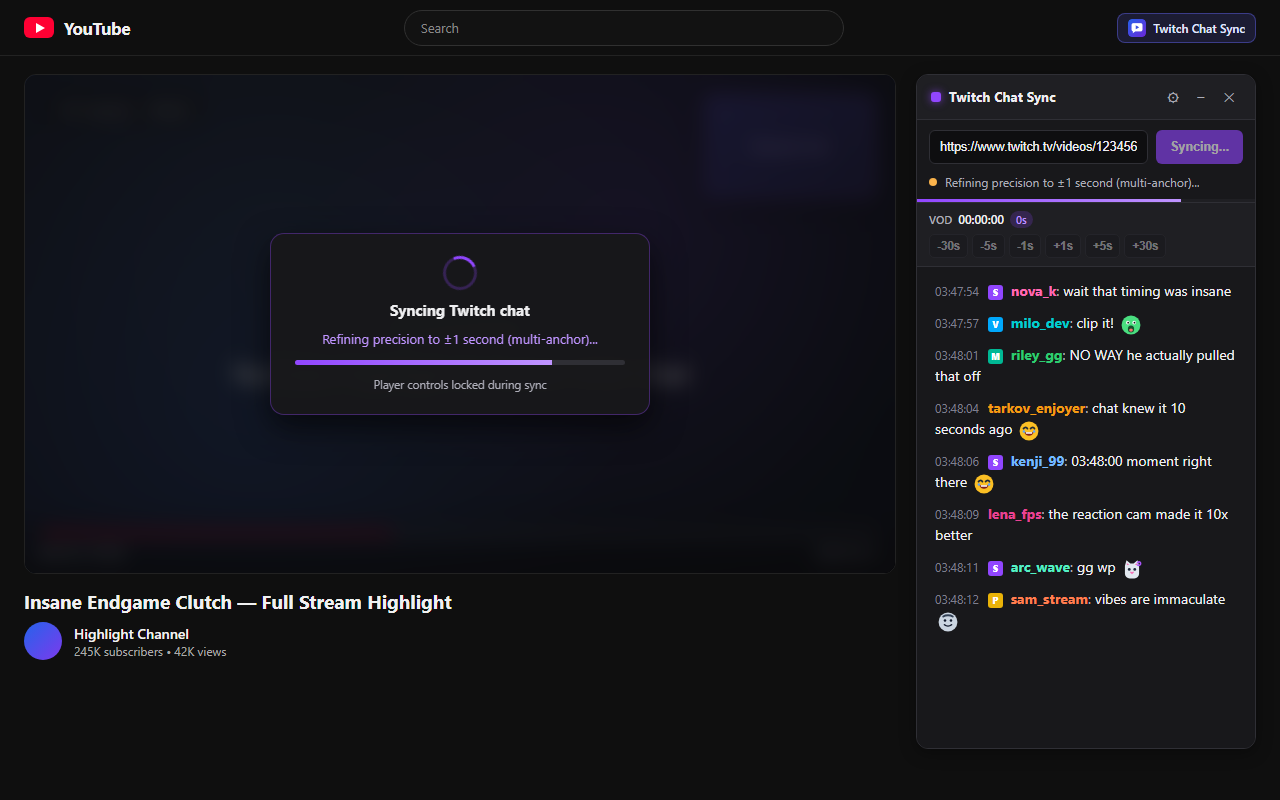 YouTube
Search
Twitch Chat Sync
Twitch Chat Sync
https://www.twitch.tv/videos/123456
Syncing...
Refining precision to ±1 second (multi-anchor)...
VOD 00:00:00 0s
-30s -5s -1s +1s +5s +30s
Syncing Twitch chat
Refining precision to ±1 second (multi-anchor)...
Player controls locked during sync
03:47:54 S nova_k: wait that timing was insane
03:47:57 V milo_dev: clip it!
03:48:01 M riley_gg: NO WAY he actually pulled
that off
03:48:04 tarkov_enjoyer: chat knew it 10
seconds ago
03:48:06 S kenji_99: 03:48:00 moment right
there
03:48:09 lena_fps: the reaction cam made it 10x
better
03:48:11 S arc_wave: gg wp
03:48:12 P sam_stream: vibes are immaculate
Insane Endgame Clutch — Full Stream Highlight
Highlight Channel
245K subscribers • 42K views